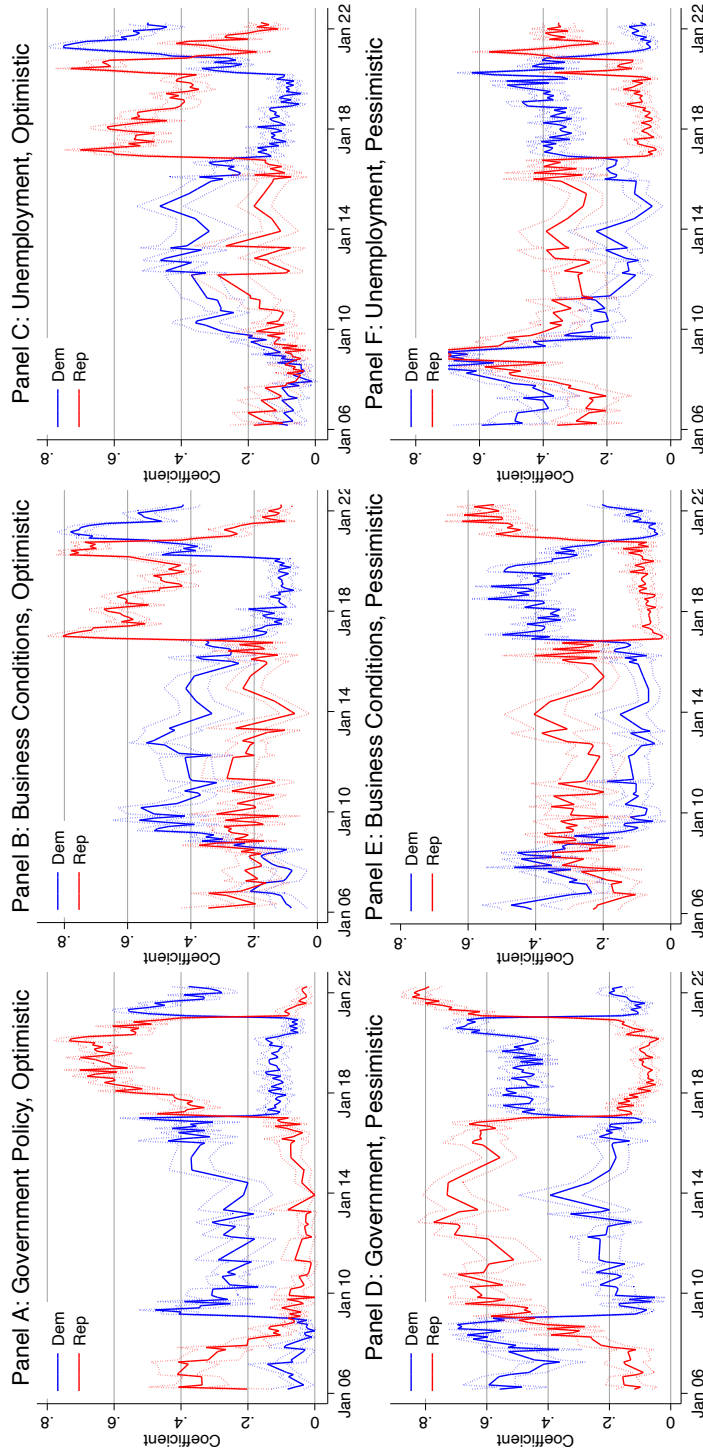 Panel A: Government Policy, Optimistic
Dem
Rep
Coefficient
.8
.6
.4
.2
0
Jan 06
Jan 10
Jan 14
Jan 18
Jan 22
Panel B: Business Conditions, Optimistic
Dem
Rep
Coefficient
.8
.6
.4
.2
0
Jan 06
Jan 10
Jan 14
Jan 18
Jan 22
Panel C: Unemployment, Optimistic
Dem
Rep
Coefficient
.8
.6
.4
.2
0
Jan 06
Jan 10
Jan 14
Jan 18
Jan 22
Panel D: Government, Pessimistic
Dem
Rep
Coefficient
.8
.6
.4
.2
0
Jan 06
Jan 10
Jan 14
Jan 18
Jan 22
Panel E: Business Conditions, Pessimistic
Dem
Rep
Coefficient
.8
.6
.4
.2
0
Jan 06
Jan 10
Jan 14
Jan 18
Jan 22
Panel F: Unemployment, Pessimistic
Dem
Rep
Coefficient
.8
.6
.4
.2
0
Jan 06
Jan 10
Jan 14
Jan 18
Jan 22